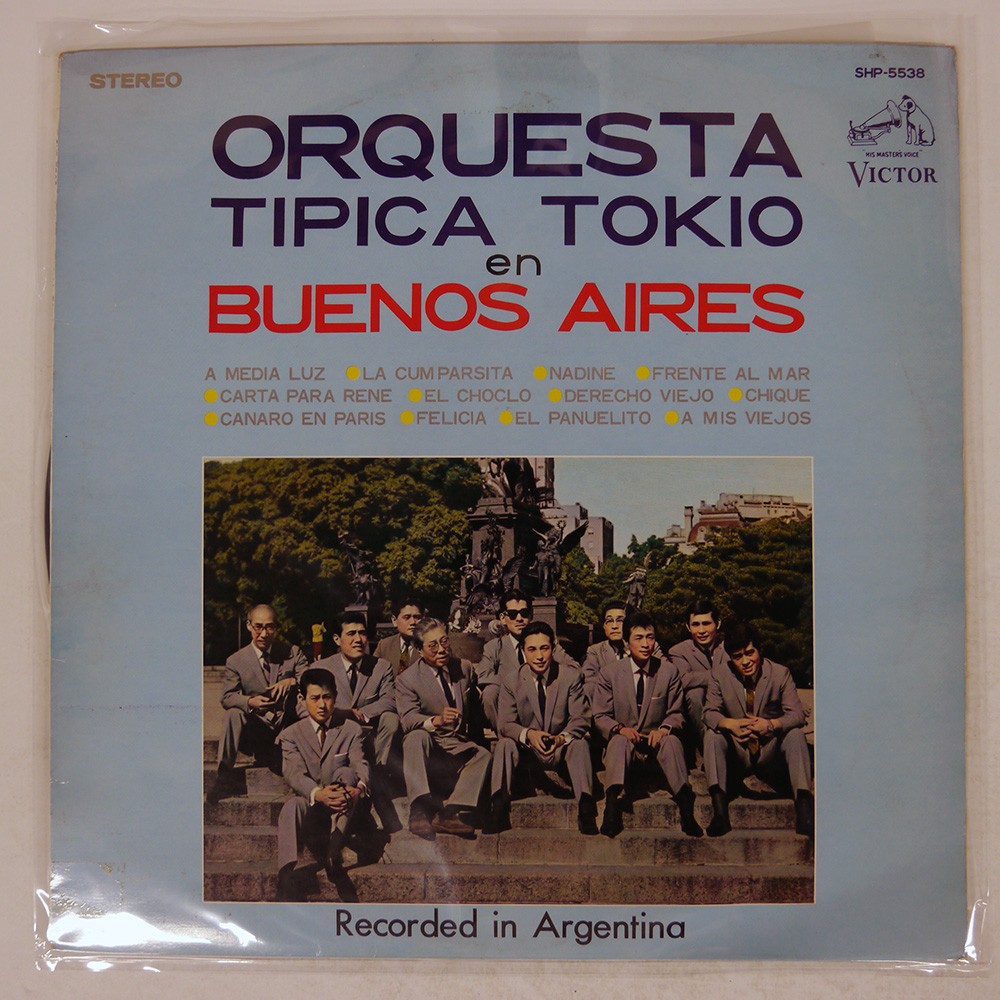 STEREO
SHP-5538
"HIS MASTER'S VOICE"
VICTOR
ORQUESTA
TIPICA TOKIO
en
BUENOS AIRES
A MEDIA LUZ ●LA CUMPARSITA ●NADINE ●FRENTE AL MAR
●CARTA PARA RENE ●EL CHOCLO ●DERECHO VIEJO ●CHIQUE
●CANARO EN PARIS ●FELICIA ●EL PANUELITO ●A MIS VIEJOS
Recorded in Argentina